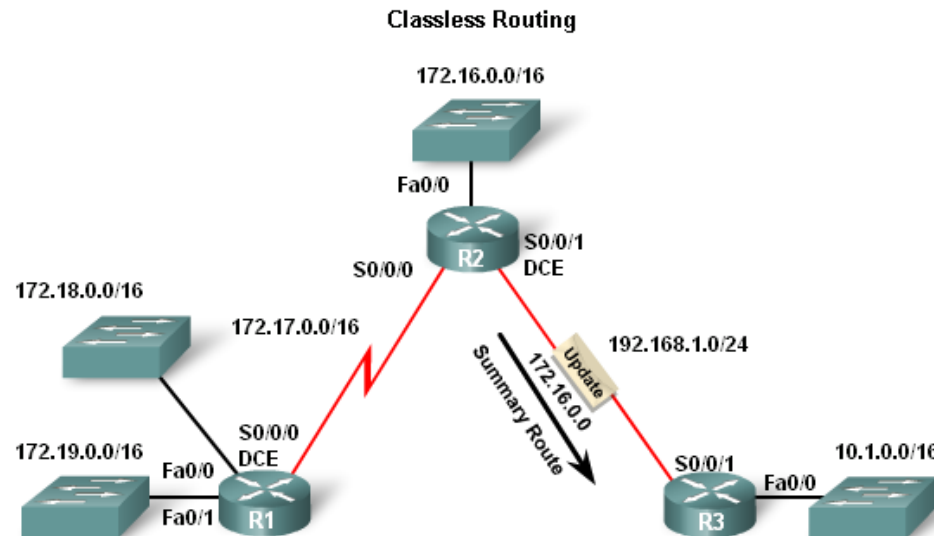 Classless Routing
172.16.0.0/16
Fa0/0
R2
S0/0/1
DCE
S0/0/0
172.18.0.0/16
172.17.0.0/16
192.168.1.0/24
Update
172.16.0.0
Summary Route
S0/0/0
DCE
172.19.0.0/16
Fa0/0
Fa0/1
R1
S0/0/1
10.1.0.0/16
Fa0/0
R3